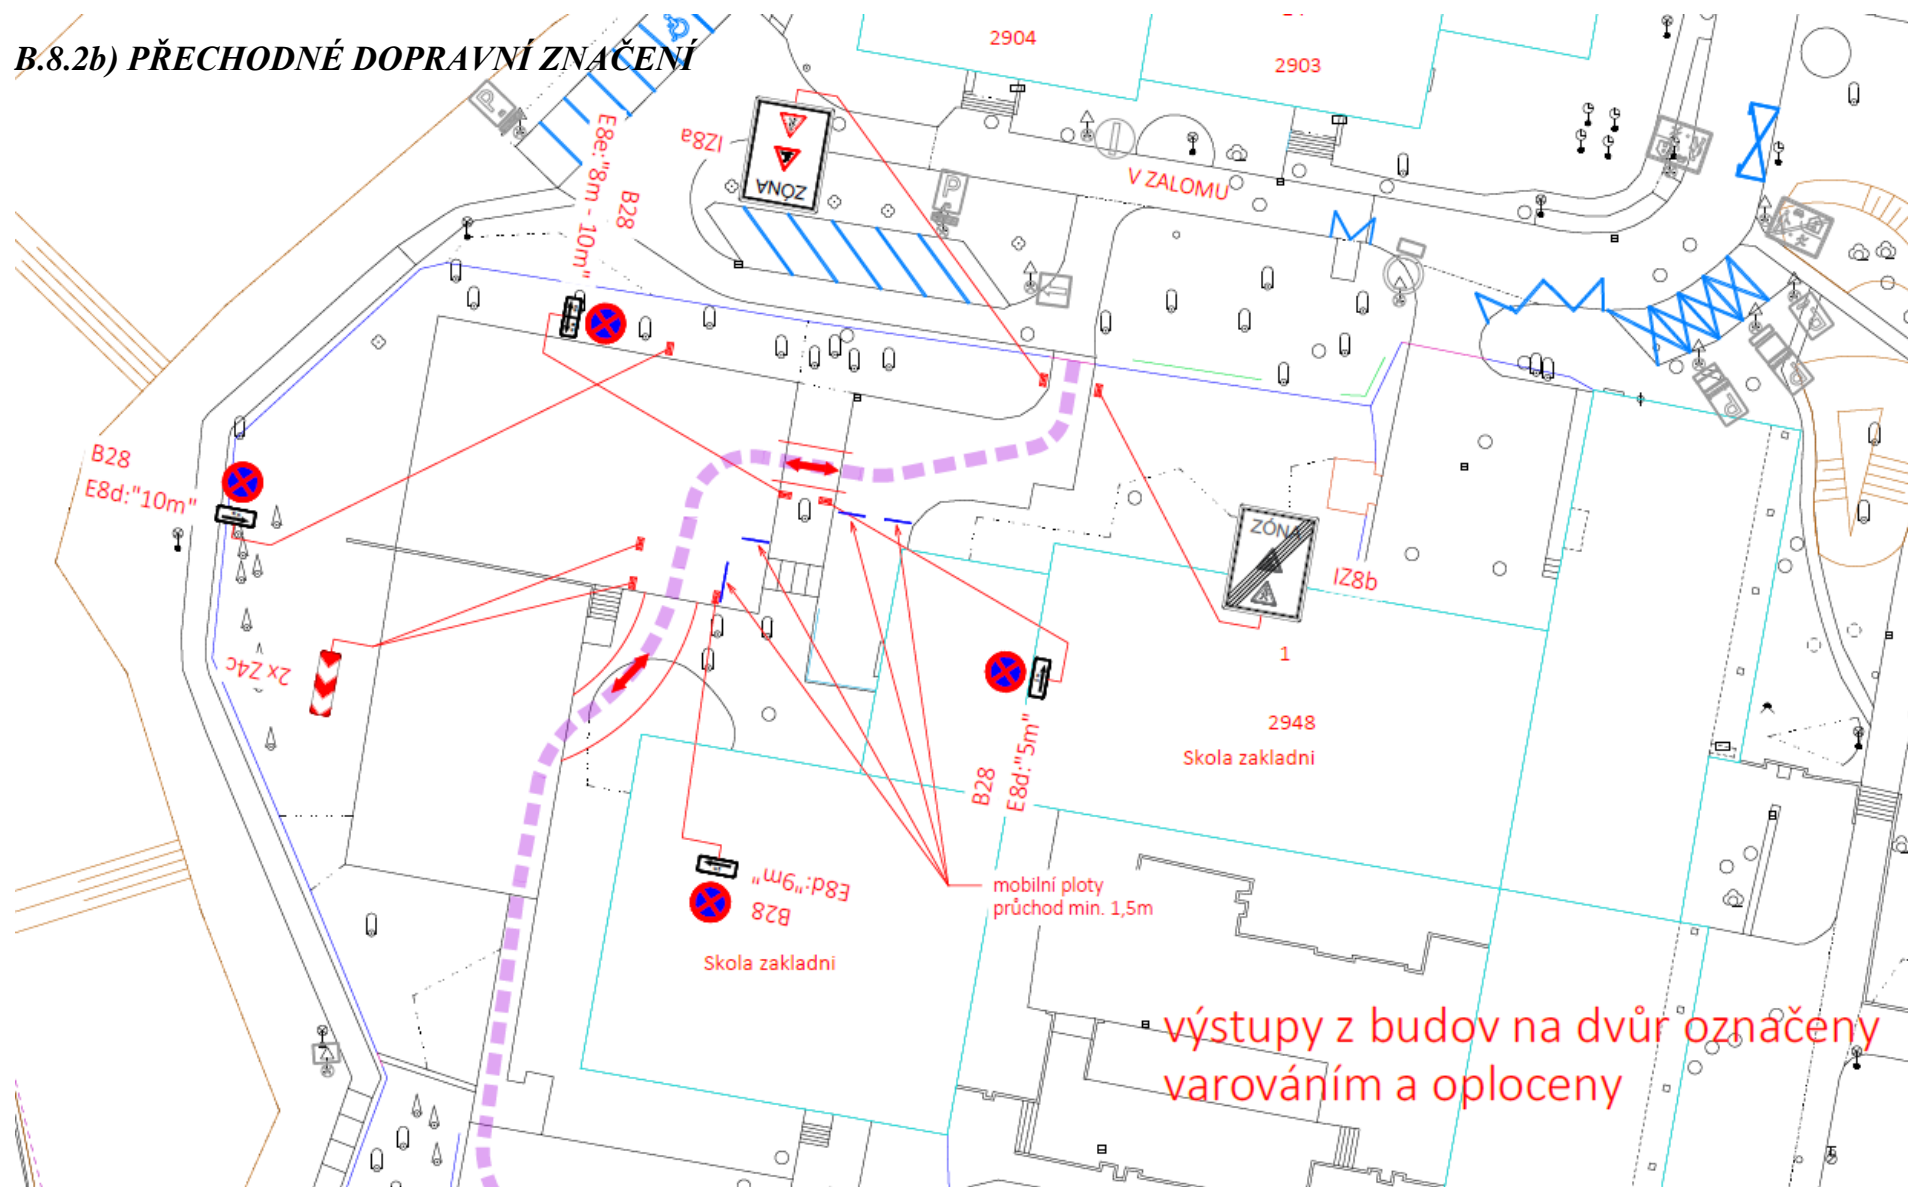 B.8.2b) PŘECHODNÉ DOPRAVNÍ ZNAČENÍ
2904
2903
IZ8a
ZÓNA
P
V ZALOMU
B28
E8e:"8m - 10m"
B28
E8d:"10m"
2x Z4c
ZÓNA
IZ8b
1
2948
Skola zakladni
B28
E8d:"5m"
mobilní ploty
průchod min. 1,5m
E8d:"9m"
B28
Skola zakladni
výstupy z budov na dvůr označeny
varováním a oploceny